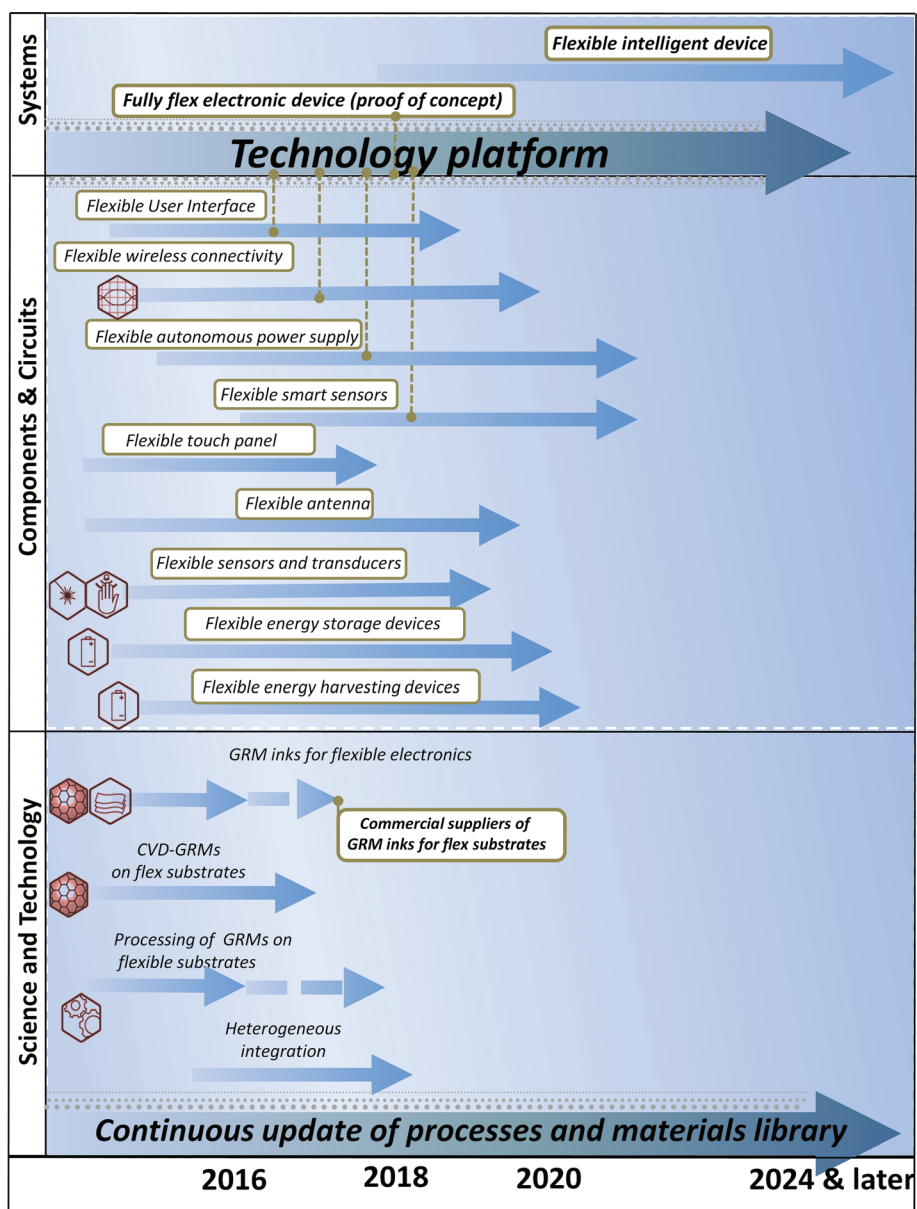 Systems
Flexible intelligent device
Fully flex electronic device (proof of concept)
Technology platform
Components & Circuits
Flexible User Interface
Flexible wireless connectivity
Flexible autonomous power supply
Flexible smart sensors
Flexible touch panel
Flexible antenna
Flexible sensors and transducers
Flexible energy storage devices
Flexible energy harvesting devices
Science and Technology
GRM inks for flexible electronics
Commercial suppliers of
GRM inks for flex substrates
CVD-GRMs
on flex substrates
Processing of GRMs on
flexible substrates
Heterogeneous
integration
Continuous update of processes and materials library
2016 2018 2020 2024 & later